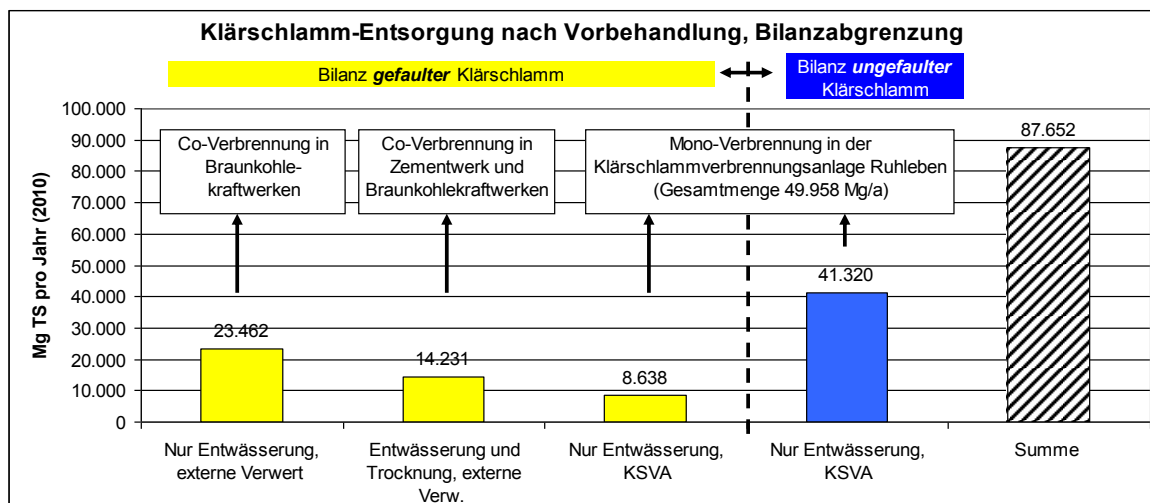 Klärschlamm-Entsorgung nach Vorbehandlung, Bilanzabgrenzung
Bilanz gefaulter Klärschlamm
Bilanz ungefaulter
Klärschlamm
Mg TS pro Jahr (2010)
100.000
90.000
80.000
70.000
60.000
50.000
40.000
30.000
20.000
10.000
0
Co-Verbrennung in
Braunkohle-
kraftwerken
Co-Verbrennung in
Zementwerk und
Braunkohlekraftwerken
Mono-Verbrennung in der
Klärschlammverbrennungsanlage Ruhleben
(Gesamtmenge 49.958 Mg/a)
23.462
14.231
8.638
41.320
87.652
Nur Entwässerung,
externe Verwert
Entwässerung und
Trocknung, externe
Verw.
Nur Entwässerung,
KSVA
Nur Entwässerung,
KSVA
Summe